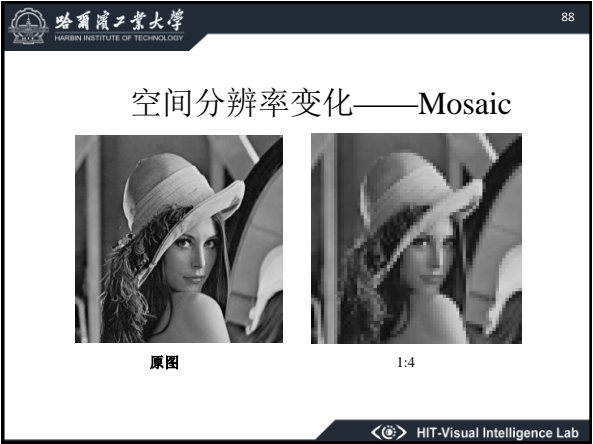 哈爾濱工業大學
HARBIN INSTITUTE OF TECHNOLOGY
88
空间分辨率变化——Mosaic
原图
1:4
HIT-Visual Intelligence Lab